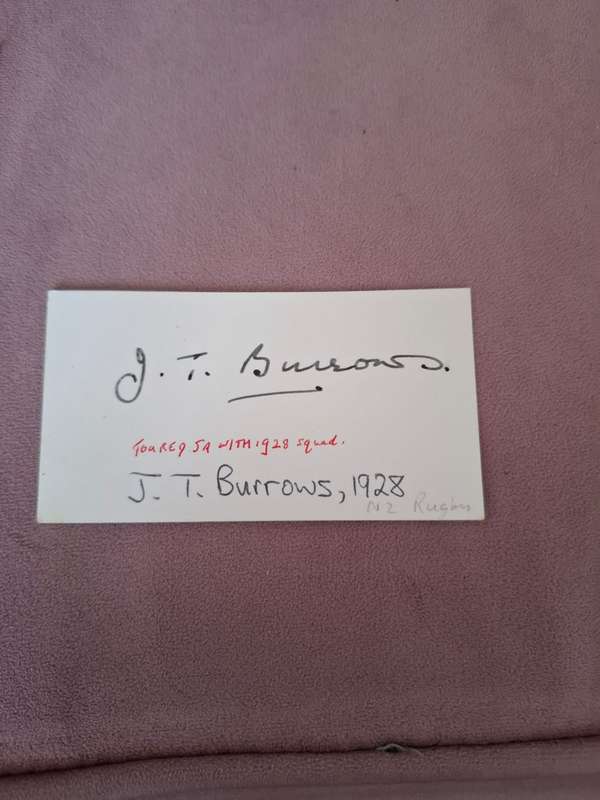 J. T. Burrows.
TOURED SA WITH 1928 squad.
J. T. Burrows, 1928
NZ Rugby